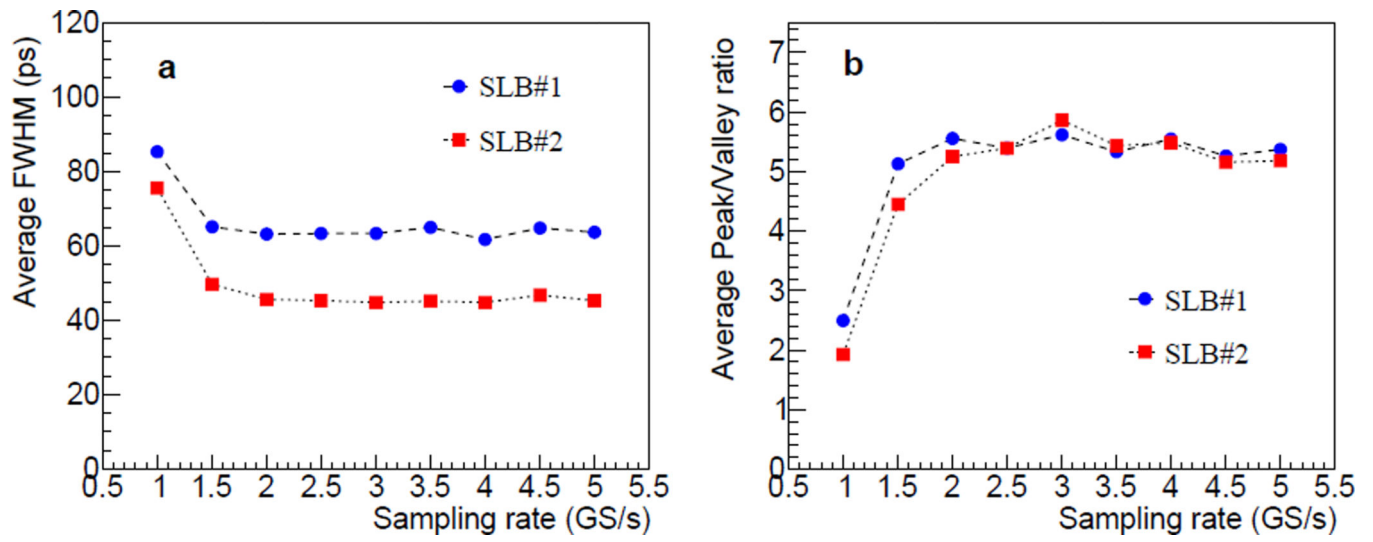 Average FWHM (ps)
120
100
80
60
40
20
0
a
SLB#1
SLB#2
0.5 1 1.5 2 2.5 3 3.5 4 4.5 5 5.5
Sampling rate (GS/s)
Average Peak/Valley ratio
7
6
5
4
3
2
1
0
b
SLB#1
SLB#2
0.5 1 1.5 2 2.5 3 3.5 4 4.5 5 5.5
Sampling rate (GS/s)